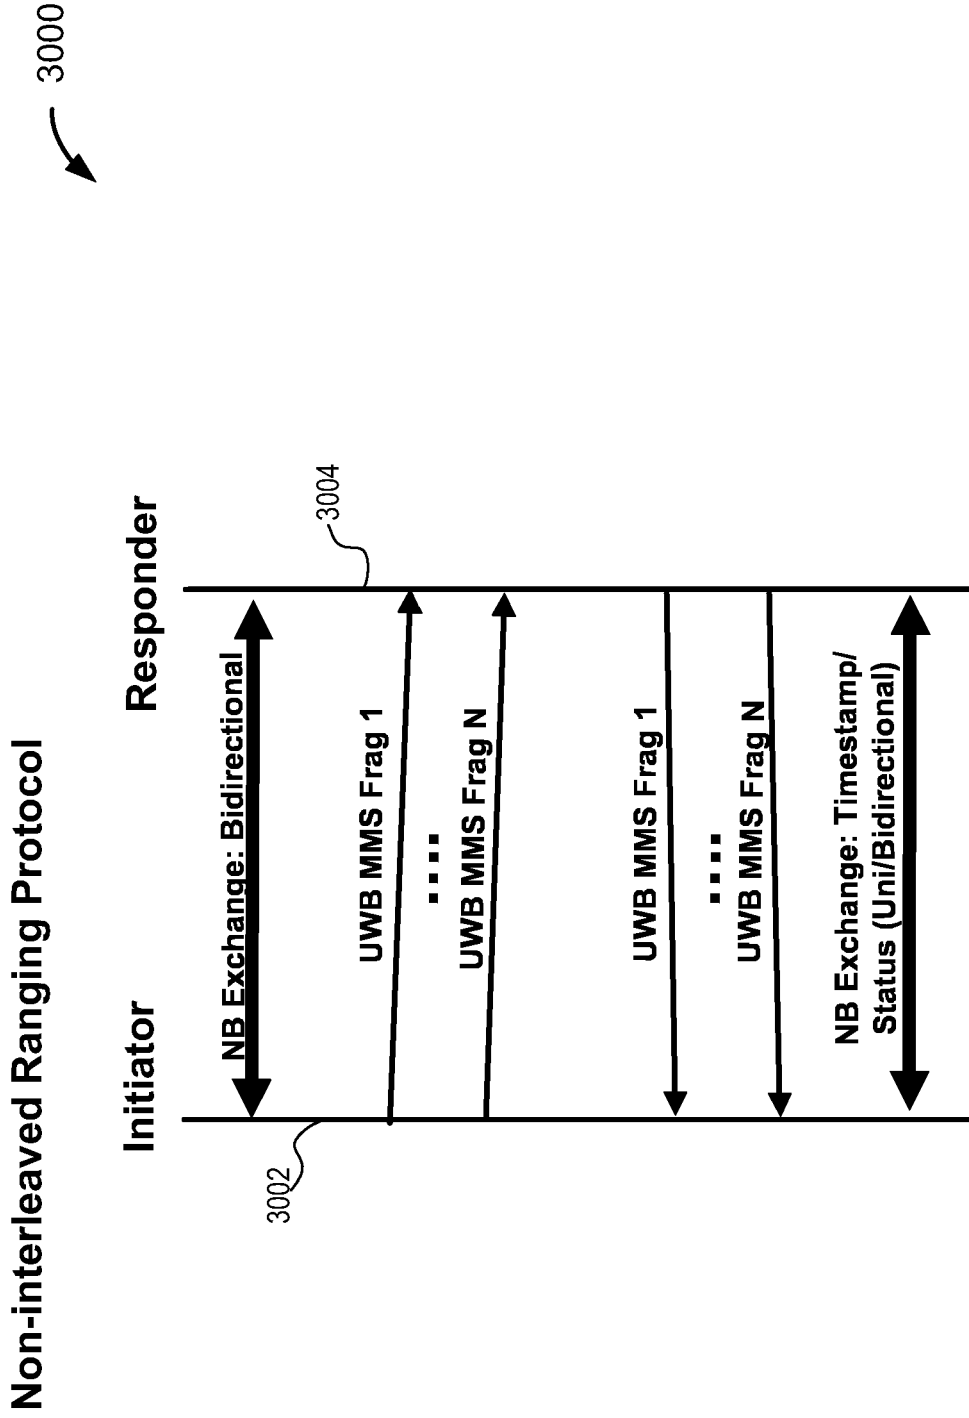 Non-interleaved Ranging Protocol
3000
Initiator
Responder
3002
3004
NB Exchange: Bidirectional
UWB MMS Frag 1
....
UWB MMS Frag N
UWB MMS Frag 1
....
UWB MMS Frag N
NB Exchange: Timestamp/
Status (Uni/Bidirectional)